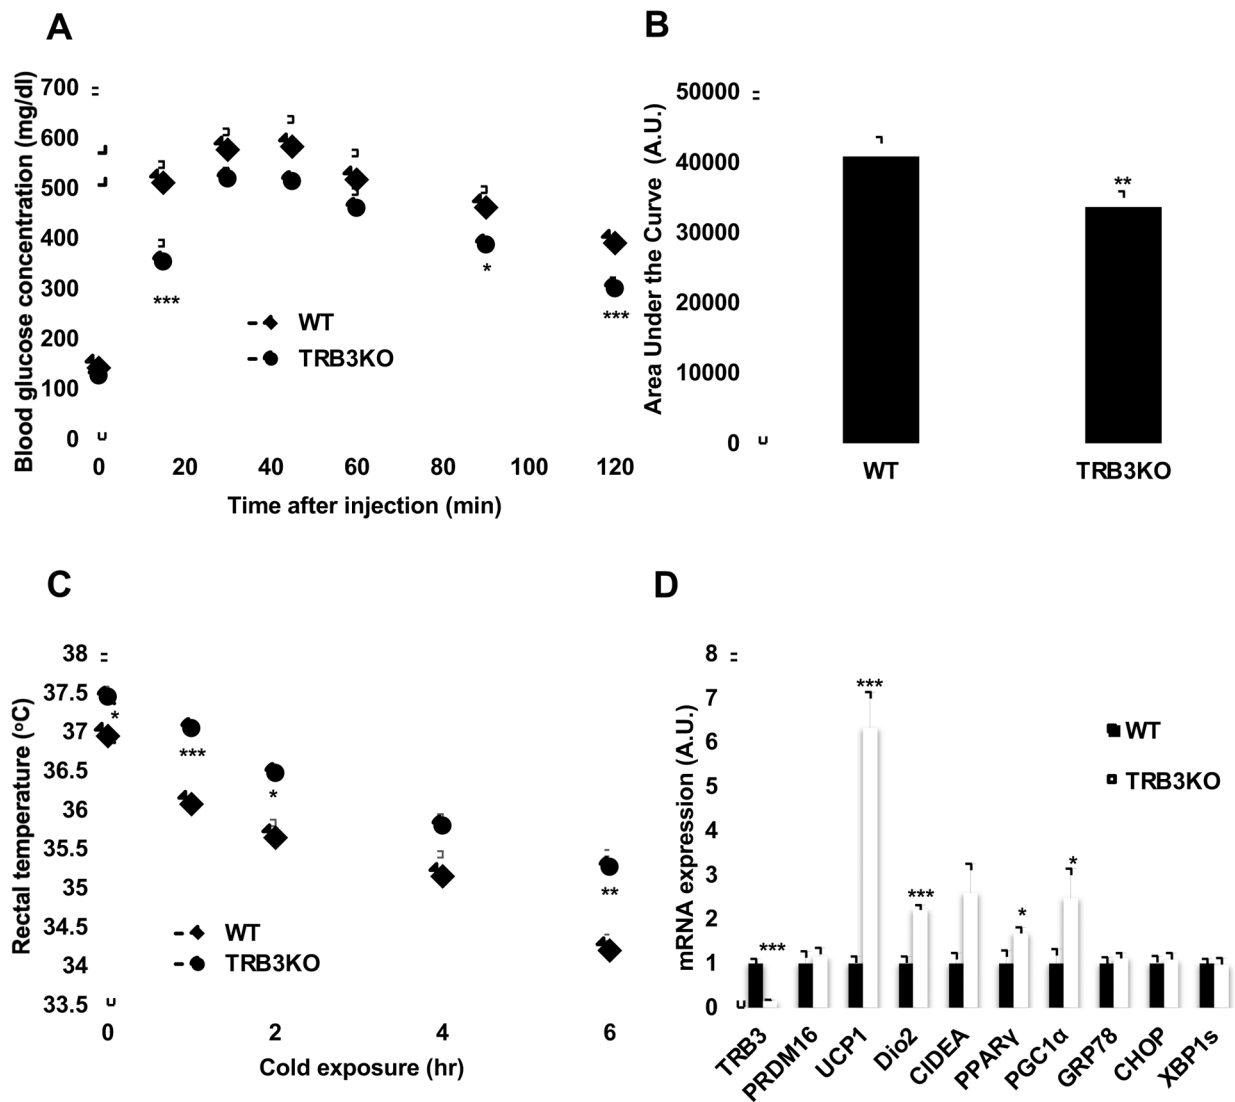 A
Blood glucose concentration (mg/dl)
700
600
500
400
300
200
100
0
***
*
***
WT
TRB3KO
0 20 40 60 80 100 120
Time after injection (min)
B
Area Under the Curve (A.U.)
50000
40000
30000
20000
10000
0
**
WT TRB3KO
C
Rectal temperature (°C)
38
37.5
37
36.5
36
35.5
35
34.5
34
33.5
*
***
*
**
WT
TRB3KO
0 2 4 6
Cold exposure (hr)
D
mRNA expression (A.U.)
8
7
6
5
4
3
2
1
0
***
***
***
*
*
WT
TRB3KO
TRB3
PRDM16
UCP1
Dio2
CIDEA
PPARγ
PGC1α
GRP78
CHOP
XBP1s